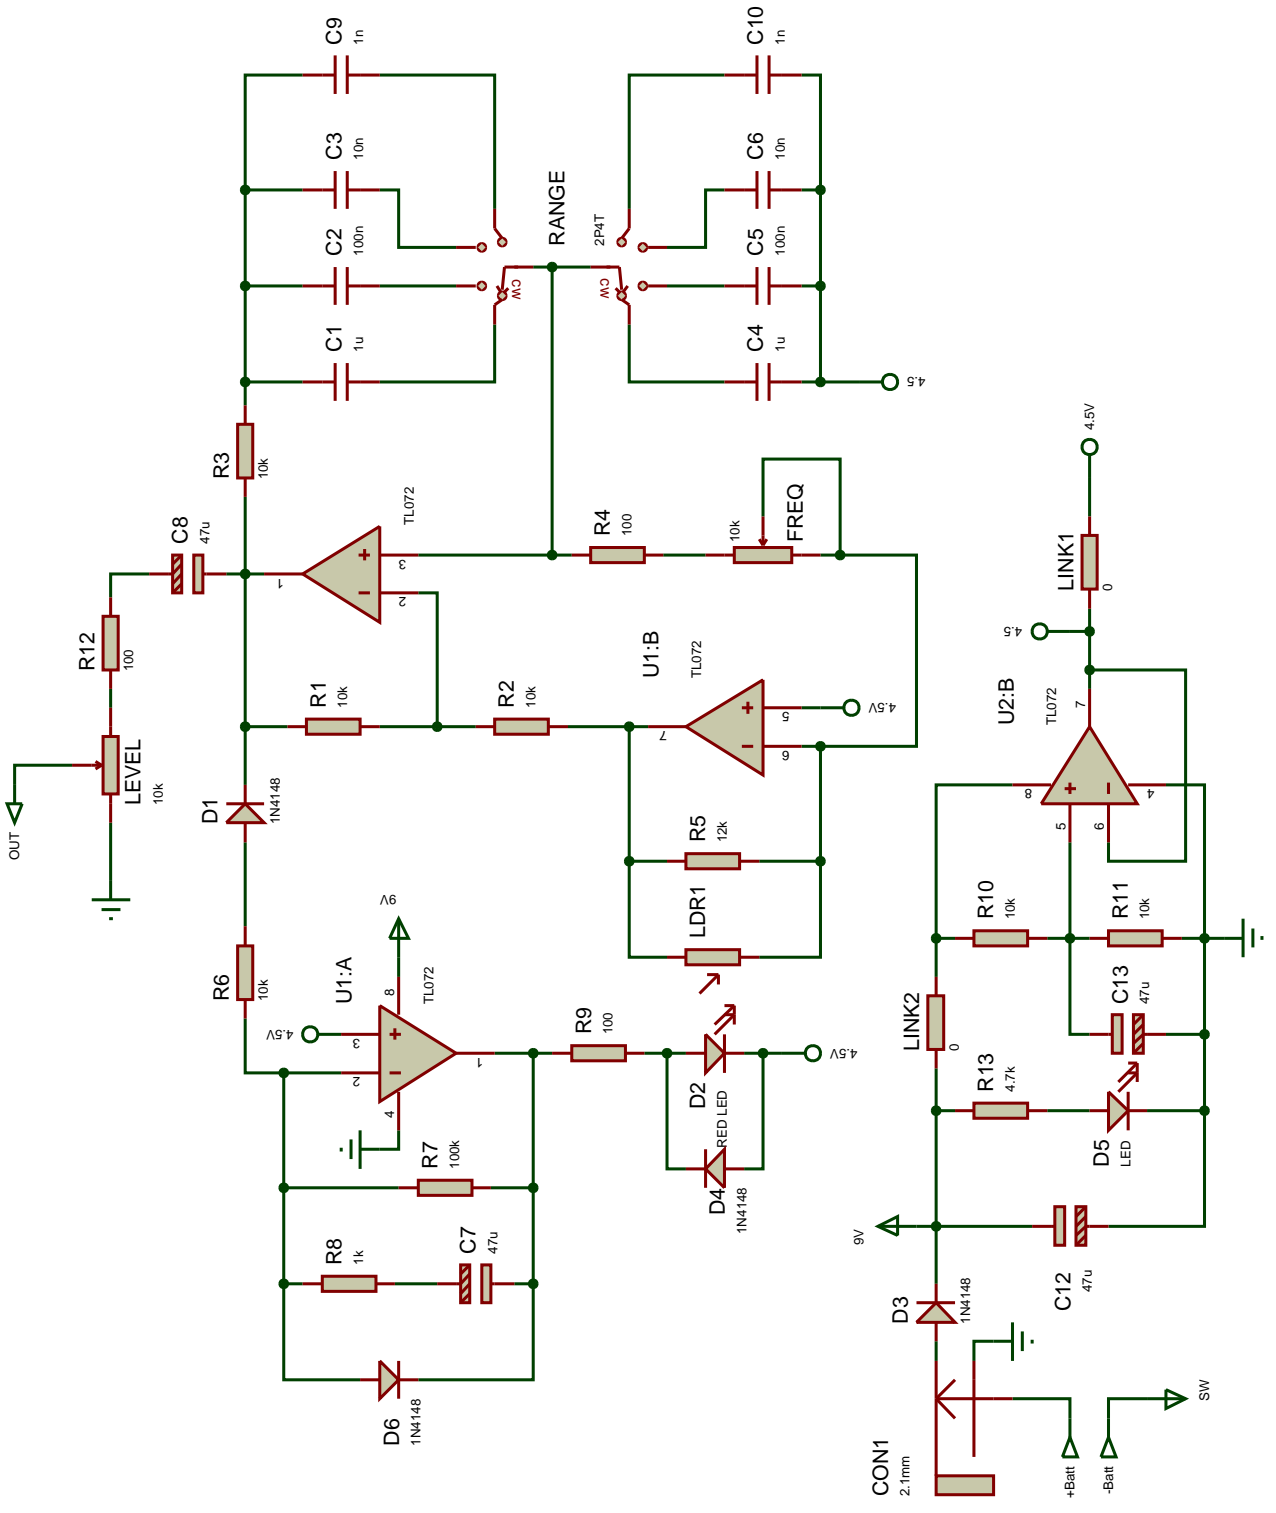 C9
1n
C10
1n
C3
10n
C6
10n
RANGE
2P4T
C2
100n
C5
100n
CW
CW
C1
1u
C4
1u
4.5
R3
10k
4.5V
C8
47u
TL072
3
2
1
R4
100
10k
FREQ
LINK1
0
4.5
R12
100
R1
10k
R2
10k
U1:B
TL072
7
5
6
4.5V
U2:B
TL072
7
LEVEL
10k
OUT
D1
1N4148
R5
12k
8
4
5
6
LDR1
R10
10k
R11
10k
9V
R6
10k
U1:A
TL072
8
4.5V
3
2
1
4
R9
100
D2
RED LED
4.5V
LINK2
0
C13
47u
R13
4.7k
D5
LED
R7
100k
D4
1N4148
R8
1k
C7
47u
9V
C12
47u
D3
1N4148
D6
1N4148
CON1
2.1mm
+Batt
-Batt
SW